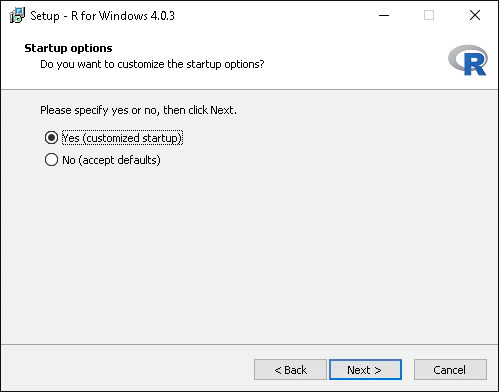 Setup - R for Windows 4.0.3
Startup options
Do you want to customize the startup options?
R
Please specify yes or no, then click Next.
Yes (customized startup)
No (accept defaults)
< Back
Next >
Cancel